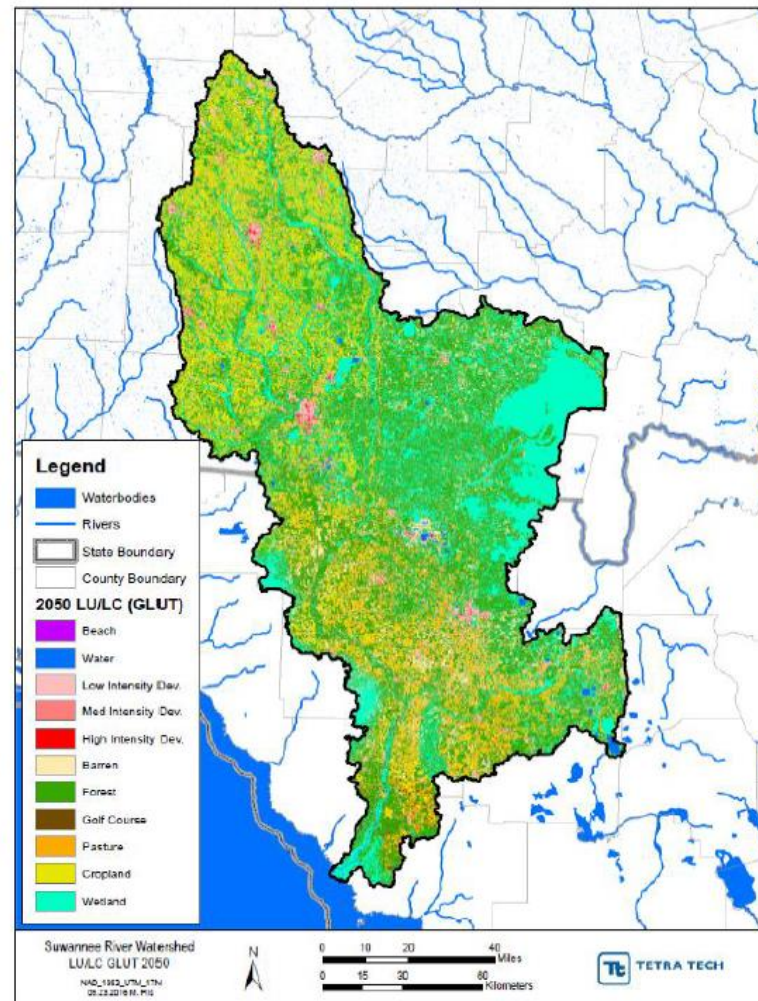 Legend
Waterbodies
Rivers
State Boundary
County Boundary
2050 LU/LC (GLUT)
Beach
Water
Low Intensity Dev.
Med Intensity Dev.
High Intensity Dev.
Barren
Forest
Golf Course
Pasture
Cropland
Wetland
Suwannee River Watershed
LU/LC GLUT 2050
NAD_1983_UTM_17N
N
0 10 20 40
Miles
0 15 30 60
Kilometers
Tt TETRA TECH